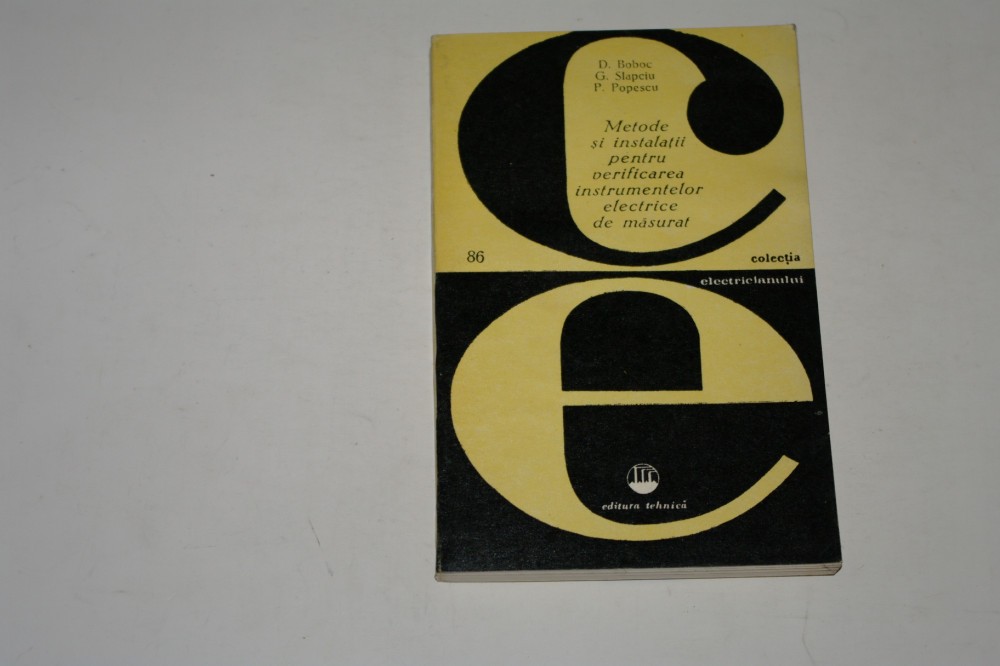 D. Boboc
G. Slapciu
P. Popescu
Metode
și instalații
pentru
verificarea
instrumentelor
electrice
de măsurat
86
colecția
electricianului
c
e
editura tehnică